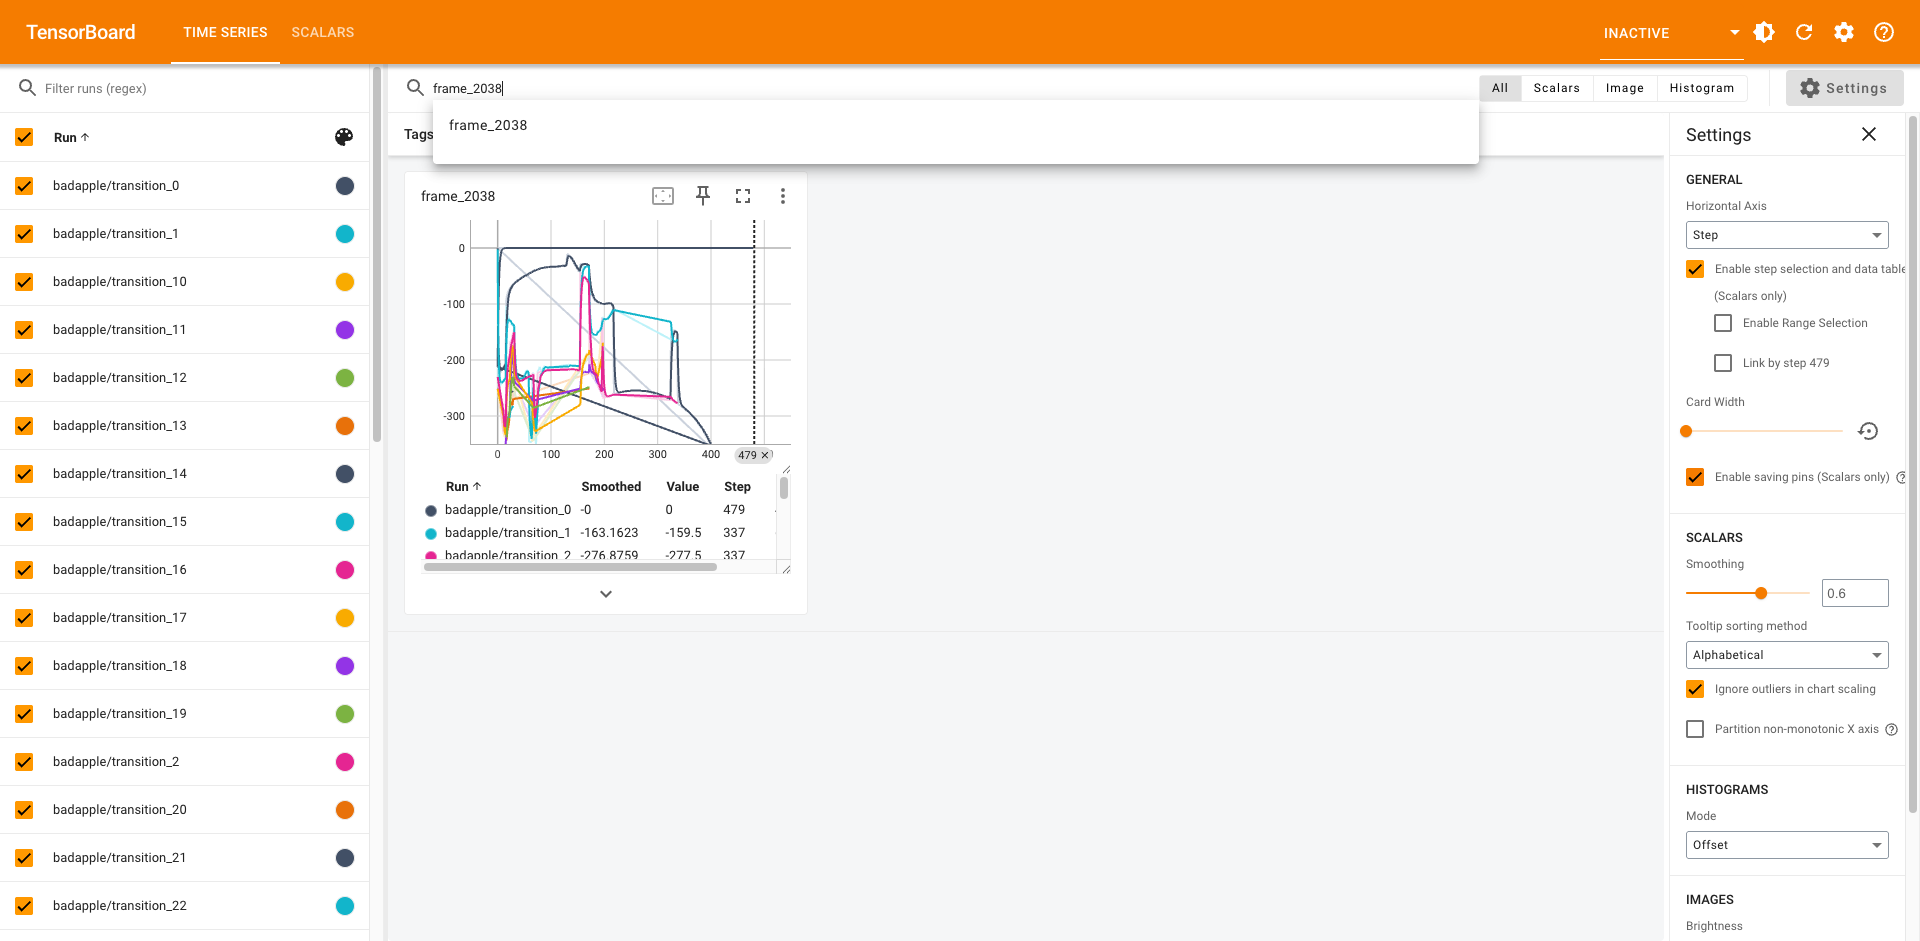 TensorBoard
TIME SERIES
SCALARS
INACTIVE
Filter runs (regex)
Run
badapple/transition_0
badapple/transition_1
badapple/transition_10
badapple/transition_11
badapple/transition_12
badapple/transition_13
badapple/transition_14
badapple/transition_15
badapple/transition_16
badapple/transition_17
badapple/transition_18
badapple/transition_19
badapple/transition_2
badapple/transition_20
badapple/transition_21
badapple/transition_22
frame_2038
All
Scalars
Image
Histogram
Settings
frame_2038
Tags
frame_2038
0
-100
-200
-300
0 100 200 300 400 479
Run Smoothed Value Step
badapple/transition_0 -0 0 479
badapple/transition_1 -163.1623 -159.5 337
badapple/transition_2 -276.8759 -277.5 337
Settings
GENERAL
Horizontal Axis
Step
Enable step selection and data table
(Scalars only)
Enable Range Selection
Link by step 479
Card Width
Enable saving pins (Scalars only)
SCALARS
Smoothing
0.6
Tooltip sorting method
Alphabetical
Ignore outliers in chart scaling
Partition non-monotonic X axis
HISTOGRAMS
Mode
Offset
IMAGES
Brightness